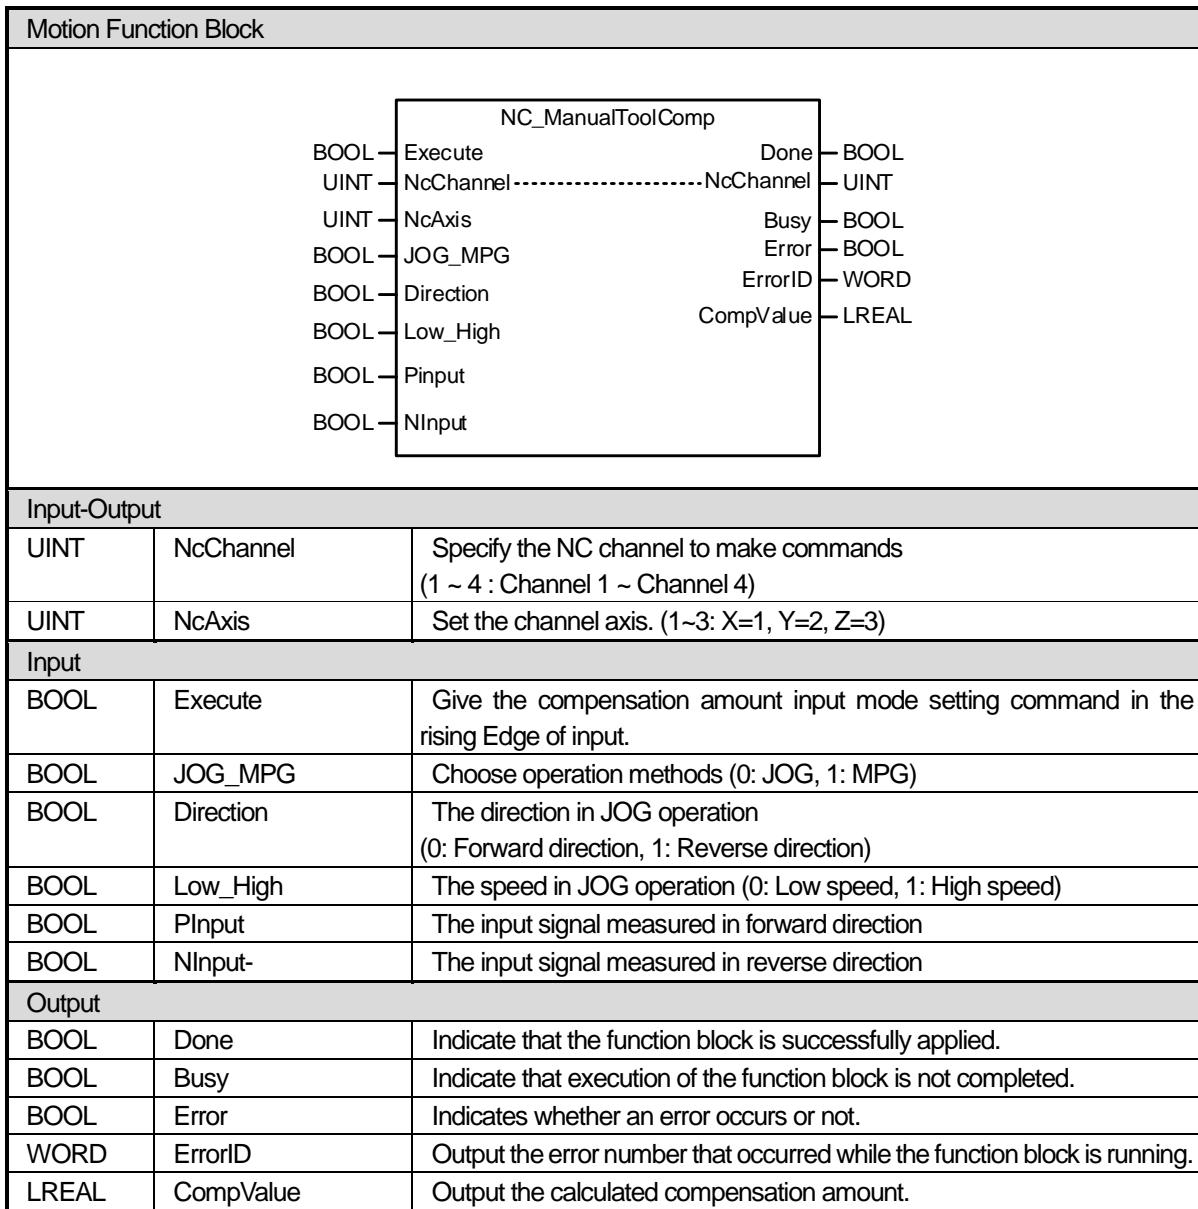 Motion Function Block
NC_ManualToolComp
BOOL Execute Done BOOL
UINT NcChannel NcChannel UINT
UINT NcAxis Busy BOOL
BOOL JOG_MPG Error BOOL
BOOL Direction ErrorID WORD
BOOL Low_High CompValue LREAL
BOOL Pinput
BOOL NInput
Input-Output
UINT NcChannel Specify the NC channel to make commands
(1 ~ 4 : Channel 1 ~ Channel 4)
UINT NcAxis Set the channel axis. (1~3: X=1, Y=2, Z=3)
Input
BOOL Execute Give the compensation amount input mode setting command in the
rising Edge of input.
BOOL JOG_MPG Choose operation methods (0: JOG, 1: MPG)
BOOL Direction The direction in JOG operation
(0: Forward direction, 1: Reverse direction)
BOOL Low_High The speed in JOG operation (0: Low speed, 1: High speed)
BOOL PInput The input signal measured in forward direction
BOOL NInput- The input signal measured in reverse direction
Output
BOOL Done Indicate that the function block is successfully applied.
BOOL Busy Indicate that execution of the function block is not completed.
BOOL Error Indicates whether an error occurs or not.
WORD ErrorID Output the error number that occurred while the function block is running.
LREAL CompValue Output the calculated compensation amount.